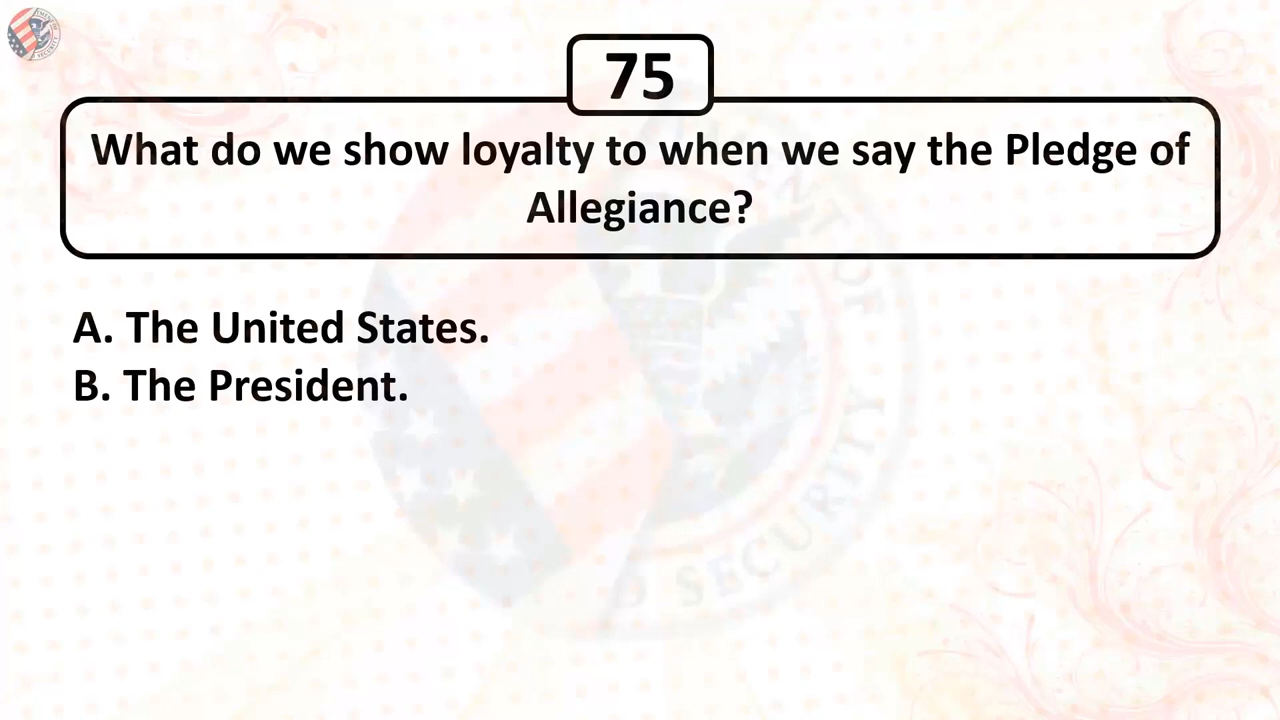 75
What do we show loyalty to when we say the Pledge of
Allegiance?
A. The United States.
B. The President.
SECURITY